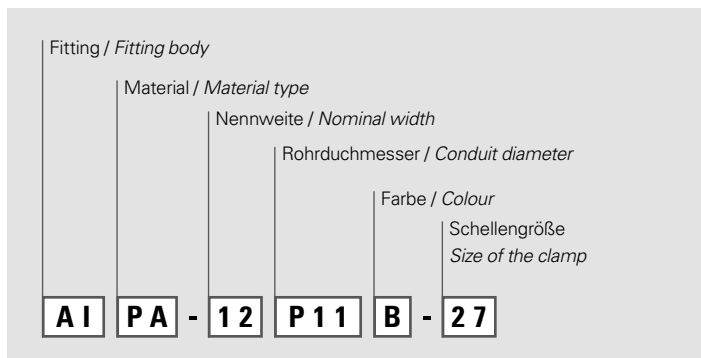 Fitting / Fitting body
Material / Material type
Nennweite / Nominal width
Rohrduchmesser / Conduit diameter
Farbe / Colour
Schellengröße
Size of the clamp
AI PA - 12 P11 B - 27